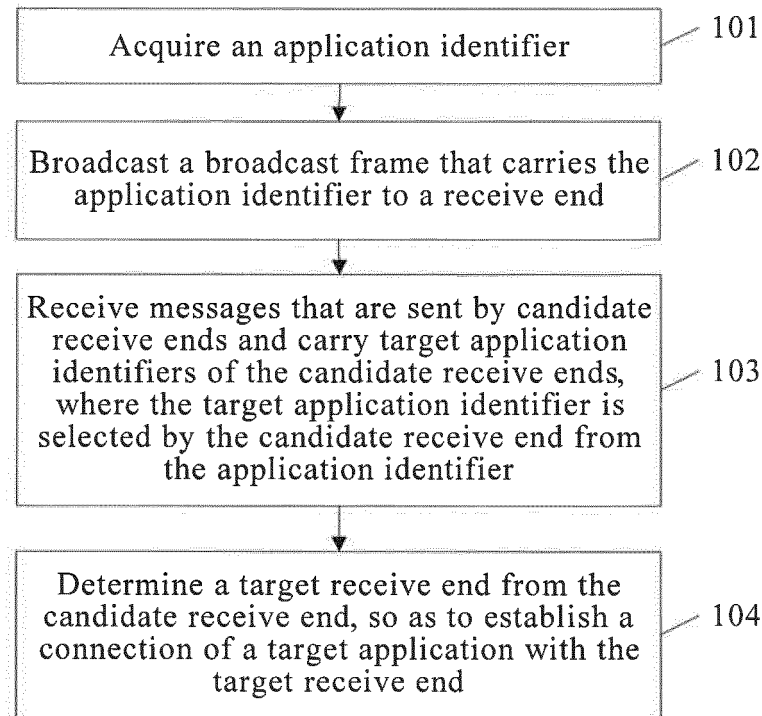 Acquire an application identifier
101
Broadcast a broadcast frame that carries the
application identifier to a receive end
102
Receive messages that are sent by candidate
receive ends and carry target application
identifiers of the candidate receive ends,
where the target application identifier is
selected by the candidate receive end from
the application identifier
103
Determine a target receive end from the
candidate receive end, so as to establish a
connection of a target application with the
target receive end
104